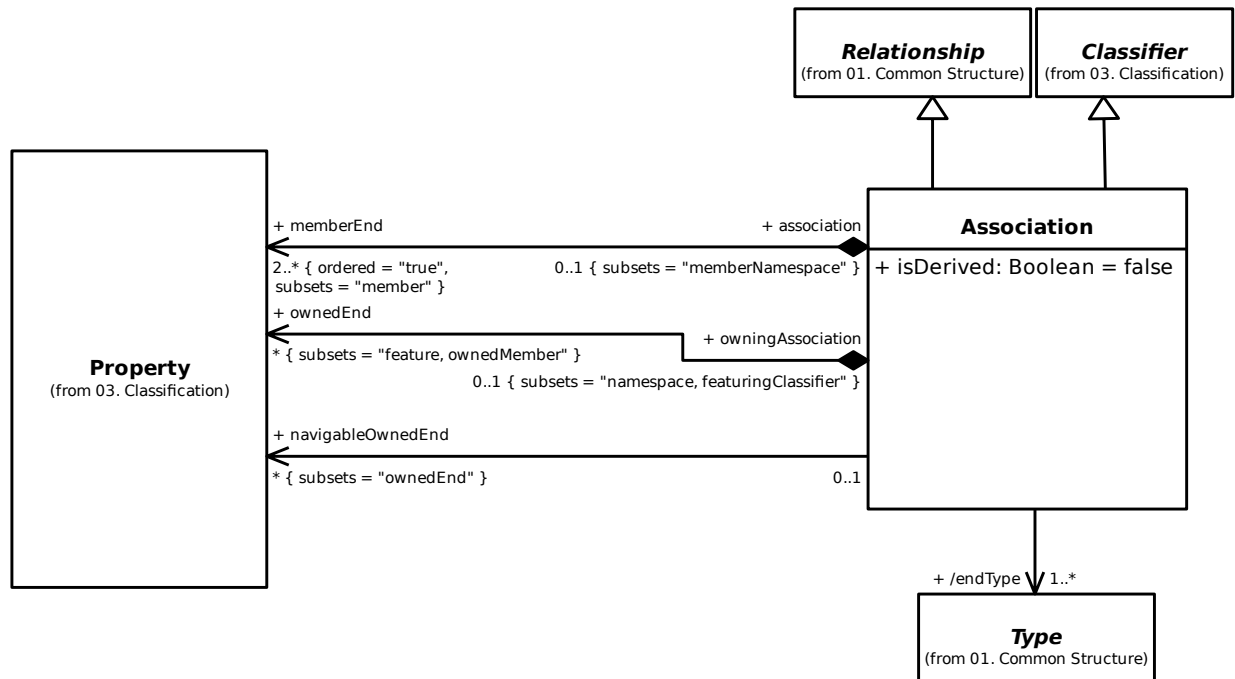 Relationship
(from 01. Common Structure)
Classifier
(from 03. Classification)
Property
(from 03. Classification)
+ memberEnd
2..* { ordered = "true",
subsets = "member" }
+ association
0..1 { subsets = "memberNamespace" }
+ ownedEnd
* { subsets = "feature, ownedMember" }
+ owningAssociation
0..1 { subsets = "namespace, featuringClassifier" }
+ navigableOwnedEnd
* { subsets = "ownedEnd" }
0..1
Association
+ isDerived: Boolean = false
+ /endType
1..*
Type
(from 01. Common Structure)